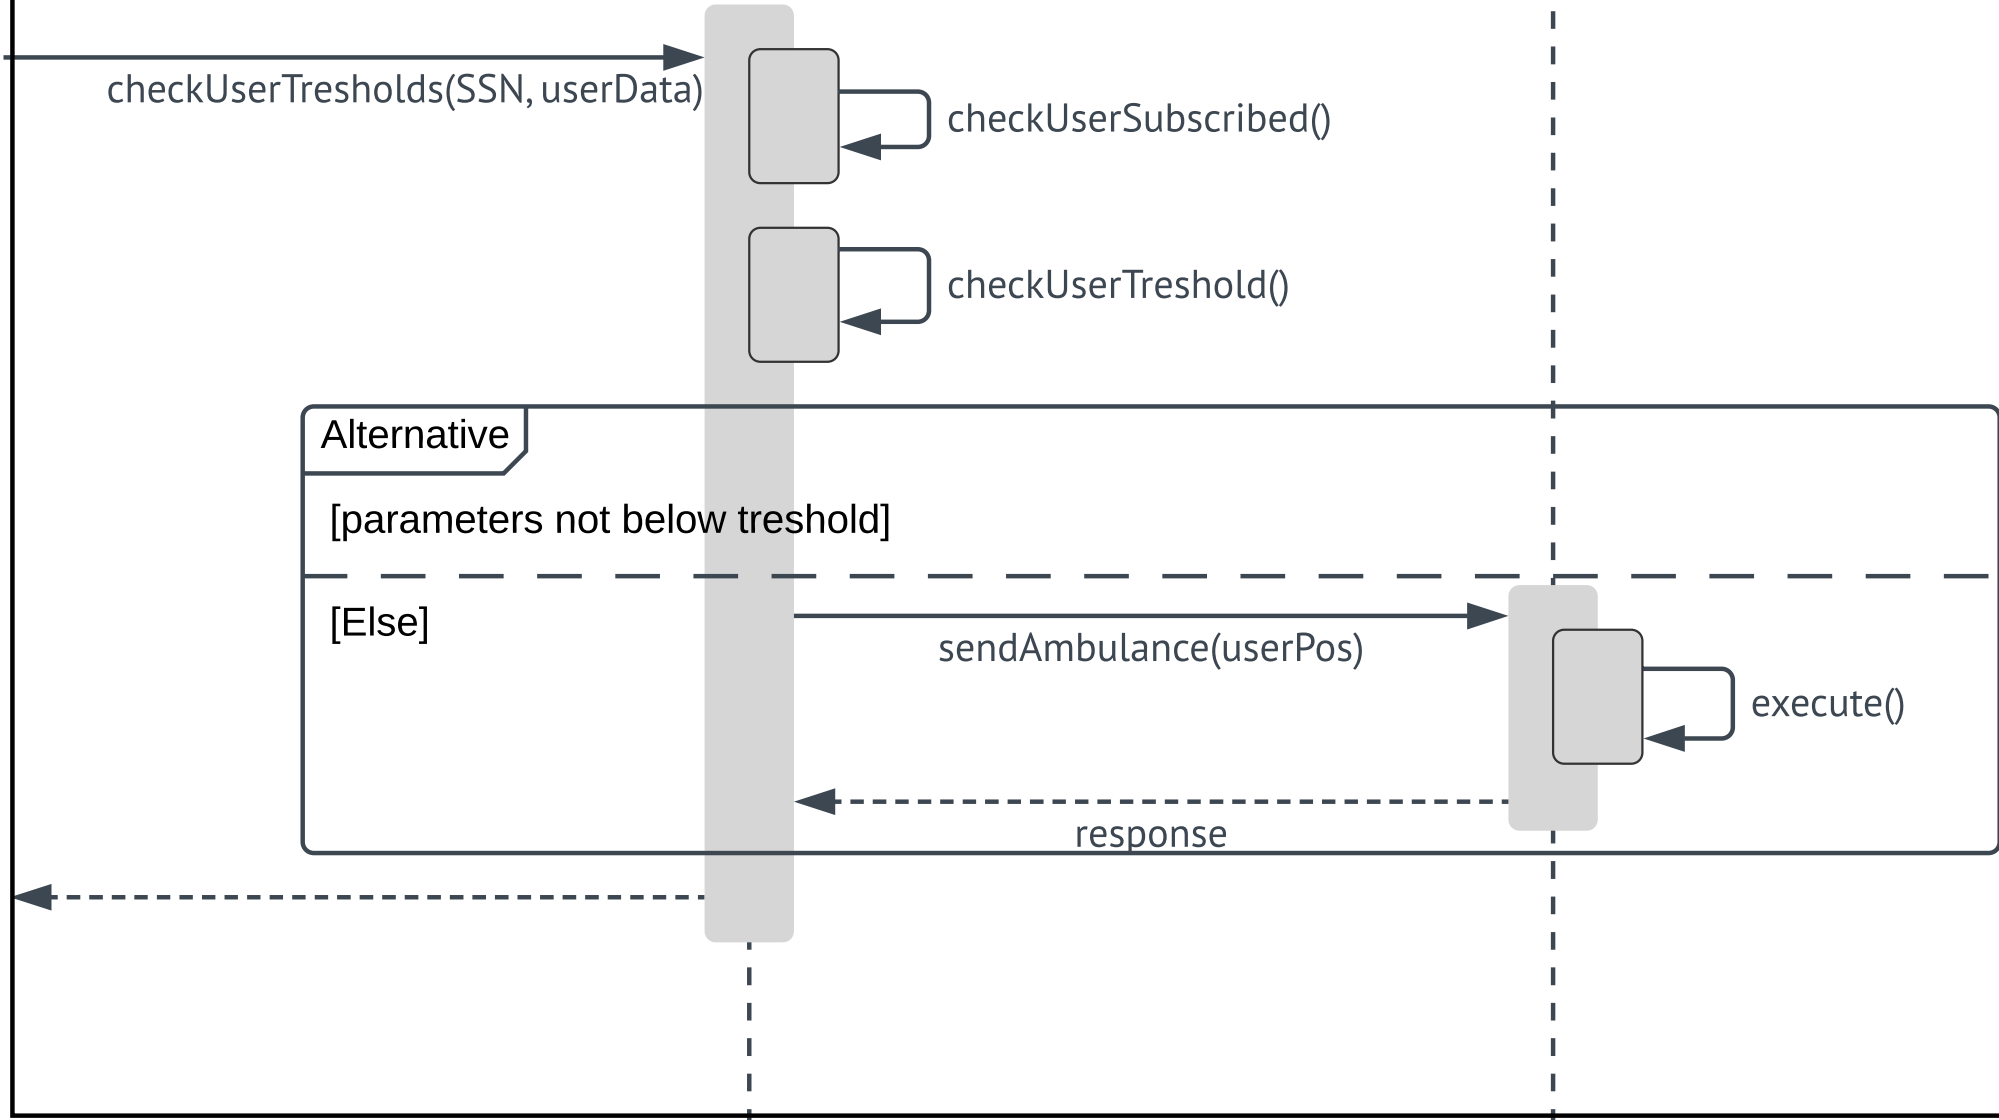 checkUserTresholds(SSN, userData)
checkUserSubscribed()
checkUserTreshold()
Alternative
[parameters not below treshold]
[Else]
sendAmbulance(userPos)
execute()
response